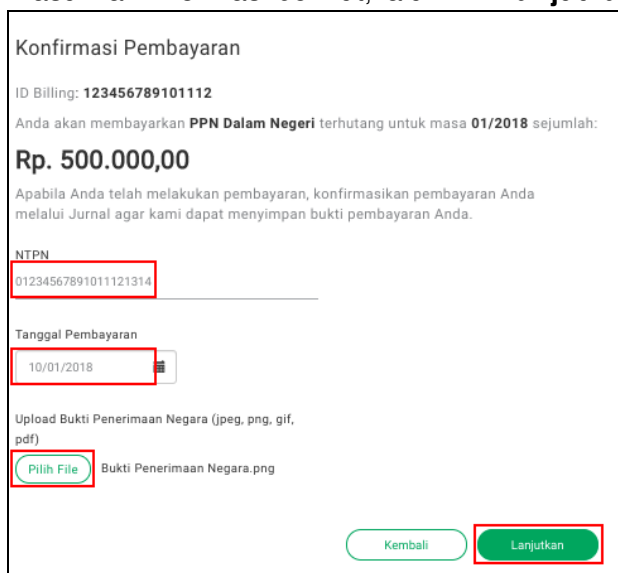 Konfirmasi Pembayaran
ID Billing: 123456789101112
Anda akan membayarkan PPN Dalam Negeri terhutang untuk masa 01/2018 sejumlah:
Rp. 500.000,00
Apabila Anda telah melakukan pembayaran, konfirmasikan pembayaran Anda
melalui Jurnal agar kami dapat menyimpan bukti pembayaran Anda.
NTPN
01234567891011121314
Tanggal Pembayaran
10/01/2018
Upload Bukti Penerimaan Negara (jpeg, png, gif,
pdf)
Pilih File Bukti Penerimaan Negara.png
Kembali Lanjutkan